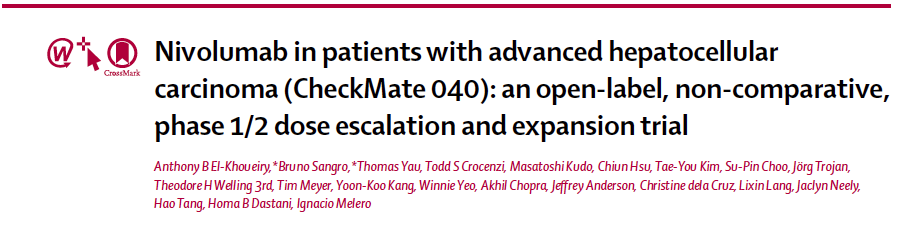 W
CrossMark
Nivolumab in patients with advanced hepatocellular
carcinoma (CheckMate 040): an open-label, non-comparative,
phase 1/2 dose escalation and expansion trial
Anthony B El-Khoueiry,* Bruno Sangro,* Thomas Yau, Todd S Crocenzi, Masatoshi Kudo, Chiun Hsu, Tae-You Kim, Su-Pin Choo, Jörg Trojan,
Theodore H Welling 3rd, Tim Meyer, Yoon-Koo Kang, Winnie Yeo, Akhil Chopra, Jeffrey Anderson, Christine dela Cruz, Lixin Lang, Jaclyn Neely,
Hao Tang, Homa B Dastani, Ignacio Melero